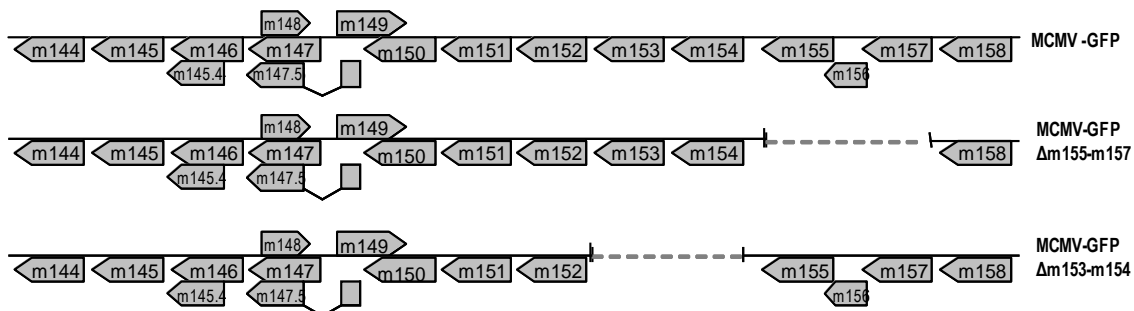 m148 m149
m144 m145 m146 m147 m150 m151 m152 m153 m154 m155 m157 m158 MCMV-GFP
m145.4 m147.5 m156
m148 m149 MCMV-GFP
m144 m145 m146 m147 m150 m151 m152 m153 m154 m158 Δm155-m157
m145.4 m147.5
m148 m149 MCMV-GFP
m144 m145 m146 m147 m150 m151 m152 m155 m157 m158 Δm153-m154
m145.4 m147.5 m156